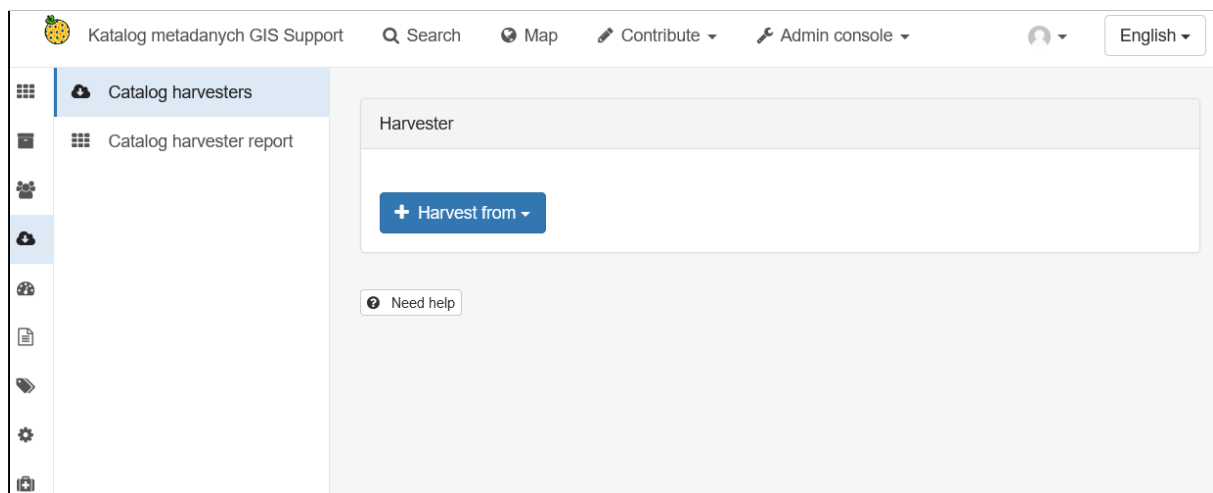 Katalog metadanych GIS Support Search Map Contribute Admin console English
Catalog harvesters
Catalog harvester report
Harvester
Harvest from
Need help